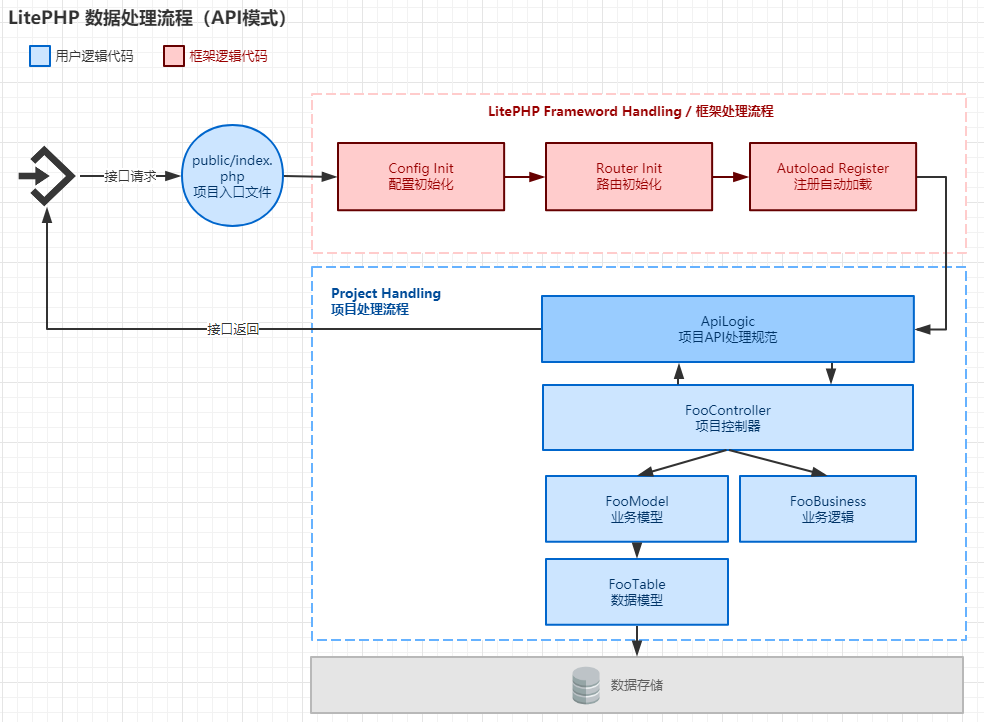 LitePHP 数据处理流程（API模式）
用户逻辑代码
框架逻辑代码
LitePHP Frameword Handling / 框架处理流程
接口请求
public/index.
php
项目入口文件
Config Init
配置初始化
Router Init
路由初始化
Autoload Register
注册自动加载
Project Handling
项目处理流程
接口返回
ApiLogic
项目API处理规范
FooController
项目控制器
FooModel
业务模型
FooBusiness
业务逻辑
FooTable
数据模型
数据存储